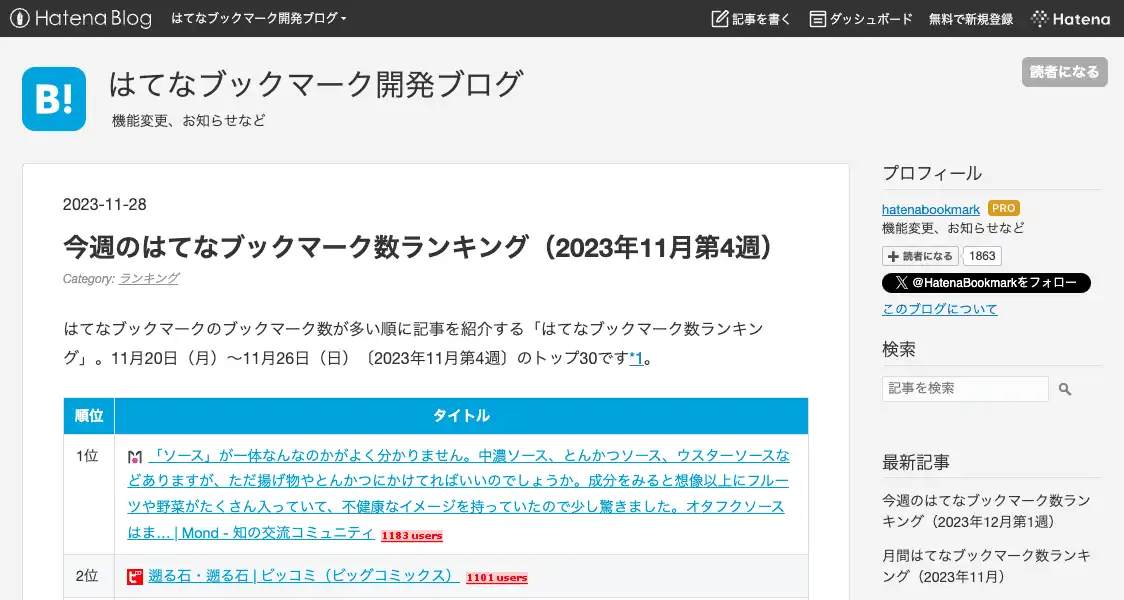 Hatena Blog はてなブックマーク開発ブログ 記事を書く ダッシュボード 無料で新規登録 Hatena
B!
はてなブックマーク開発ブログ
機能変更、お知らせなど
読者になる
2023-11-28
今週のはてなブックマーク数ランキング（2023年11月第4週）
Category: ランキング
はてなブックマークのブックマーク数が多い順に記事を紹介する「はてなブックマーク数ランキン
グ」。11月20日（月）〜11月26日（日）〔2023年11月第4週〕のトップ30です*1。
順位 タイトル
1位 「ソース」が一体なんなのかがよく分かりません。中濃ソース、とんかつソース、ウスターソースな
どありますが、ただ揚げ物やとんかつにかけてればいいのでしょうか。成分をみると想像以上にフルー
ツや野菜がたくさん入っていて、不健康なイメージを持っていたので少し驚きました。オタフクソース
はま... | Mond - 知の交流コミュニティ 1183 users
2位 遡る石・遡る石 | ビッコミ（ビッグコミックス） 1101 users
プロフィール
hatenabookmark PRO
機能変更、お知らせなど
読者になる 1863
@HatenaBookmarkをフォロー
このブログについて
検索
記事を検索
最新記事
今週のはてなブックマーク数ラン
キング（2023年12月第1週）
月間はてなブックマーク数ランキ
ング（2023年11月）